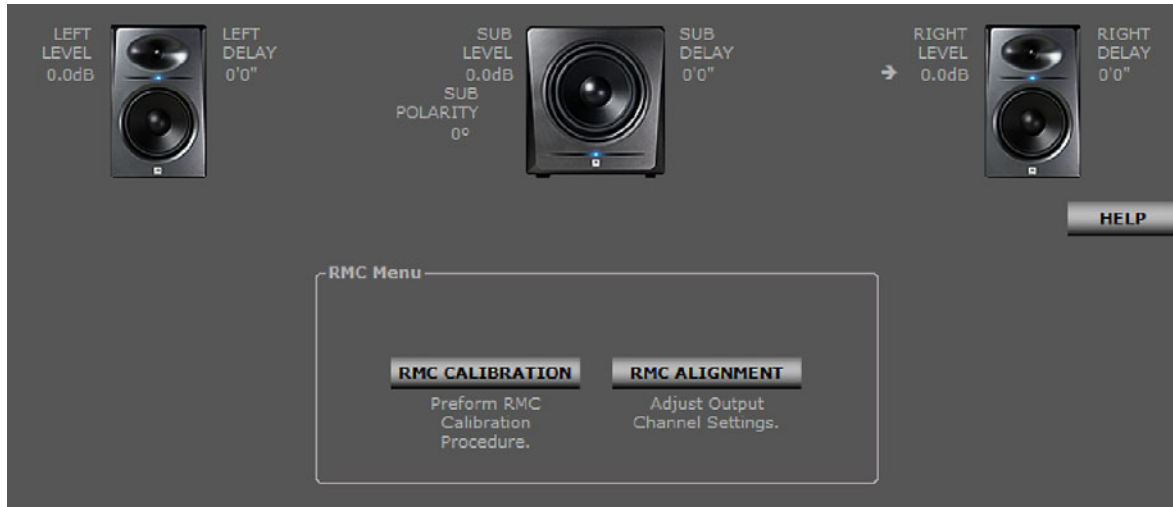 LEFT
LEVEL
0.0dB
LEFT
DELAY
0'0"
SUB
LEVEL
0.0dB
SUB
POLARITY
0º
SUB
DELAY
0'0"
RIGHT
LEVEL
➔ 0.0dB
RIGHT
DELAY
0'0"
HELP
RMC Menu
RMC CALIBRATION
Preform RMC
Calibration
Procedure.
RMC ALIGNMENT
Adjust Output
Channel Settings.